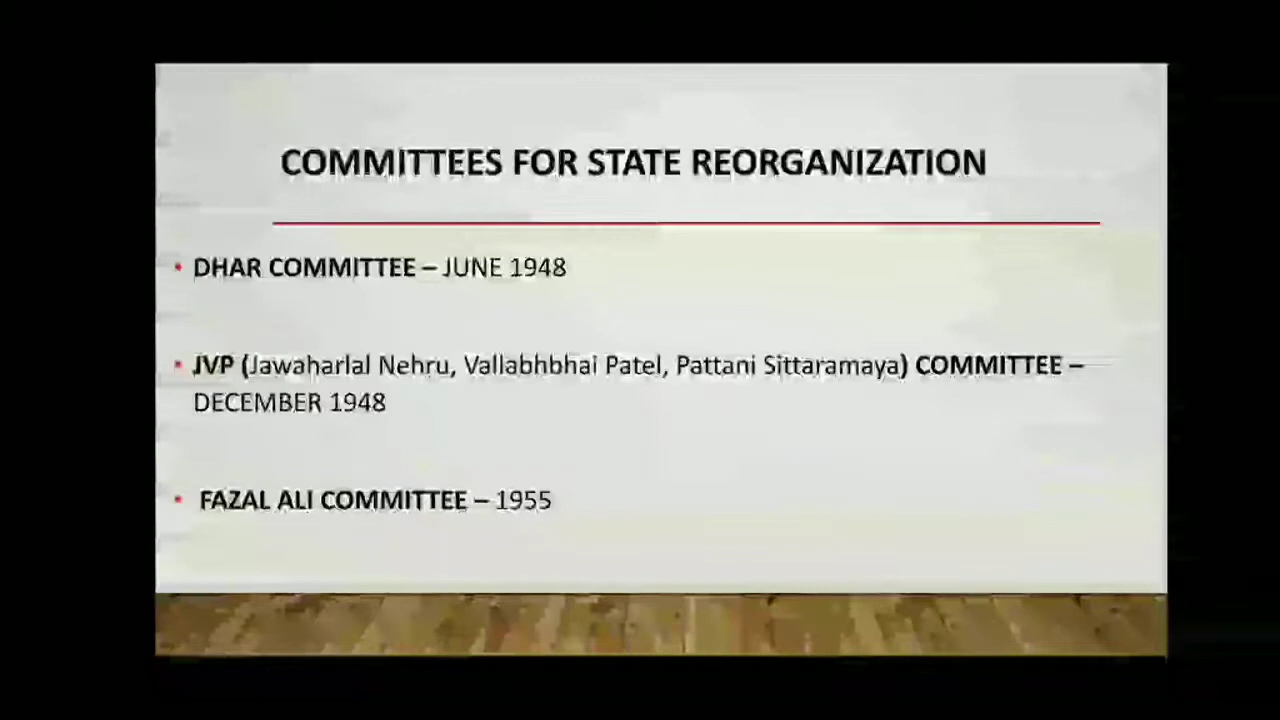 COMMITTEES FOR STATE REORGANIZATION
• DHAR COMMITTEE – JUNE 1948
• JVP (Jawaharlal Nehru, Vallabhbhai Patel, Pattani Sittaramaya) COMMITTEE –
DECEMBER 1948
• FAZAL ALI COMMITTEE – 1955